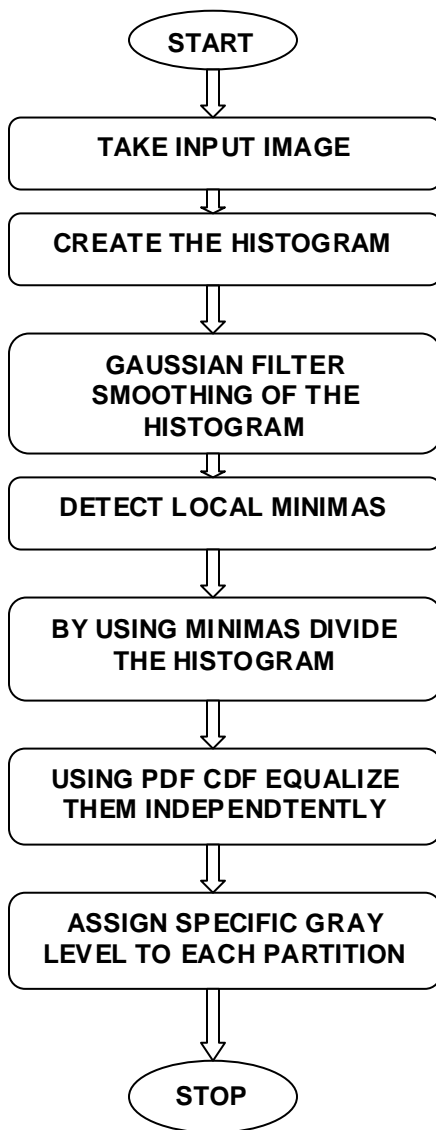 START
TAKE INPUT IMAGE
CREATE THE HISTOGRAM
GAUSSIAN FILTER
SMOOTHING OF THE
HISTOGRAM
DETECT LOCAL MINIMAS
BY USING MINIMAS DIVIDE
THE HISTOGRAM
USING PDF CDF EQUALIZE
THEM INDEPENDTENTLY
ASSIGN SPECIFIC GRAY
LEVEL TO EACH PARTITION
STOP